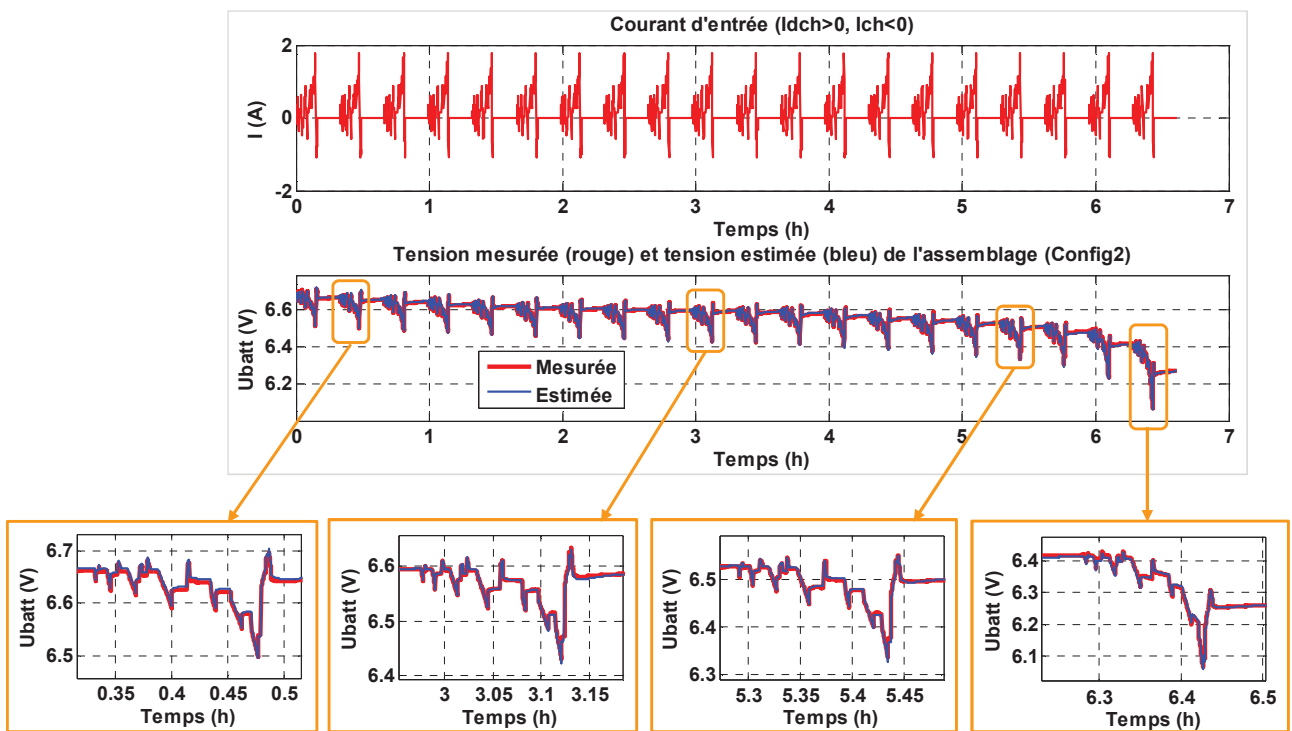 Courant d'entrée (Idch>0, Ich<0)
2
0
-2
I (A)
0 1 2 3 4 5 6 7
Temps (h)
Tension mesurée (rouge) et tension estimée (bleu) de l'assemblage (Config2)
6.6
6.4
6.2
Ubatt (V)
Mesurée
Estimée
0 1 2 3 4 5 6 7
Temps (h)
6.7
6.6
6.5
Ubatt (V)
0.35 0.4 0.45 0.5
Temps (h)
6.6
6.5
6.4
Ubatt (V)
3 3.05 3.1 3.15
Temps (h)
6.5
6.4
6.3
Ubatt (V)
5.3 5.35 5.4 5.45
Temps (h)
6.4
6.3
6.2
6.1
Ubatt (V)
6.3 6.4 6.5
Temps (h)